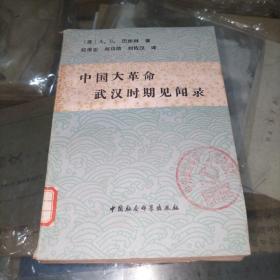 〔苏〕A. B. 巴库林 著
郑厚安 刘功勋 刘佐汉 译
中国大革命
武汉时期见闻录
中国社会科学出版社